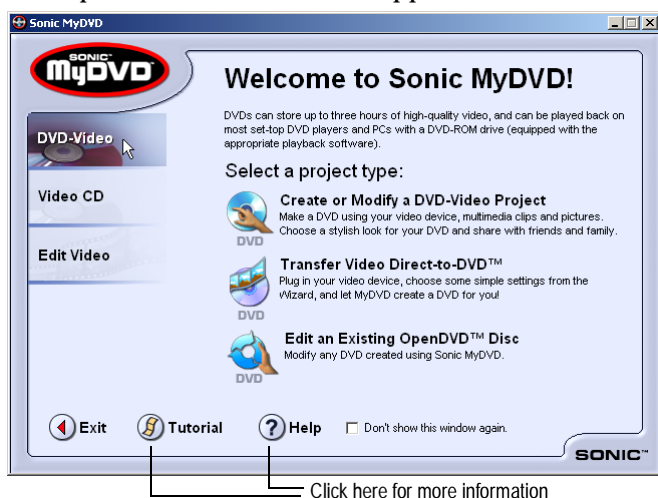 Sonic MyDVD
SONIC
MyDVD
Welcome to Sonic MyDVD!
DVDs can store up to three hours of high-quality video, and can be played back on
most set-top DVD players and PCs with a DVD-ROM drive (equipped with the
appropriate playback software).
DVD-Video
Video CD
Edit Video
Select a project type:
Create or Modify a DVD-Video Project
Make a DVD using your video device, multimedia clips and pictures.
Choose a stylish look for your DVD and share with friends and family.
DVD
Transfer Video Direct-to-DVD™
Plug in your video device, choose some simple settings from the
Wizard, and let MyDVD create a DVD for you!
DVD
Edit an Existing OpenDVD™ Disc
Modify any DVD created using Sonic MyDVD.
DVD
Exit
Tutorial
? Help
Don't show this window again.
SONIC™
Click here for more information